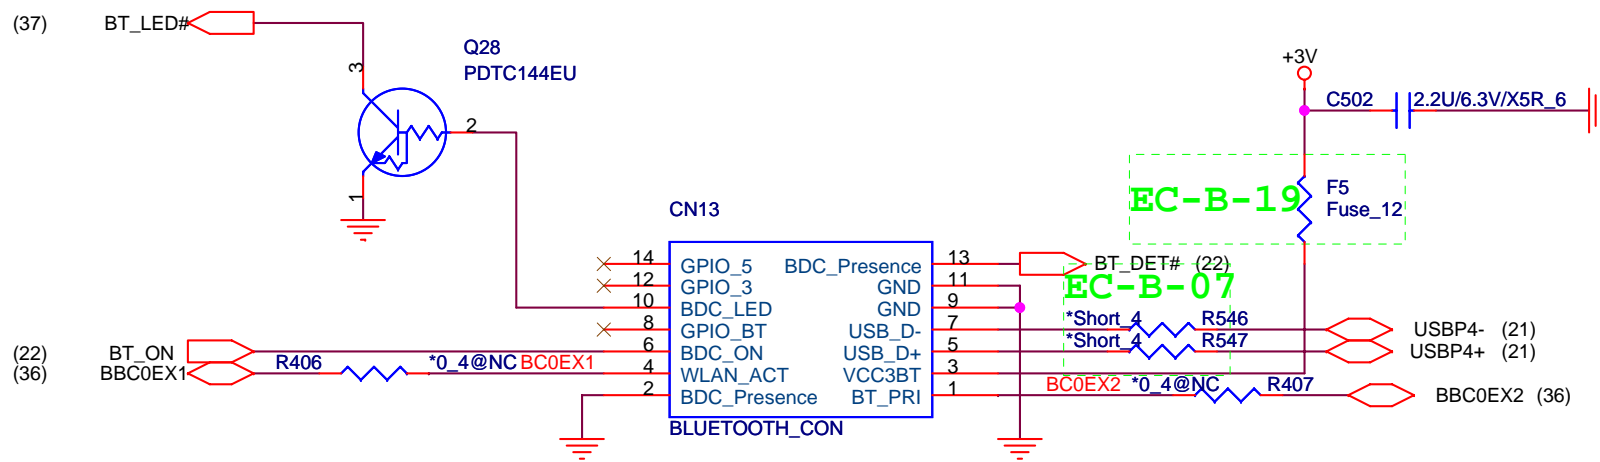 (37) BT_LED#
Q28
PDTC144EU
3
2
1
+3V
C502 2.2U/6.3V/X5R_6
EC-B-19
F5
Fuse_12
CN13
14 GPIO_5 BDC_Presence 13 BT_DET# (22)
12 GPIO_3 GND 11
EC-B-07
10 BDC_LED GND 9
8 GPIO_BT USB_D- 7 *Short_4 R546 USBP4- (21)
(22) BT_ON 6 BDC_ON USB_D+ 5 *Short_4 R547 USBP4+ (21)
(36) BBC0EX1 R406 *0_4@NC BC0EX1 4 WLAN_ACT VCC3BT 3
2 BDC_Presence BT_PRI 1 BC0EX2 *0_4@NC R407 BBC0EX2 (36)
BLUETOOTH_CON